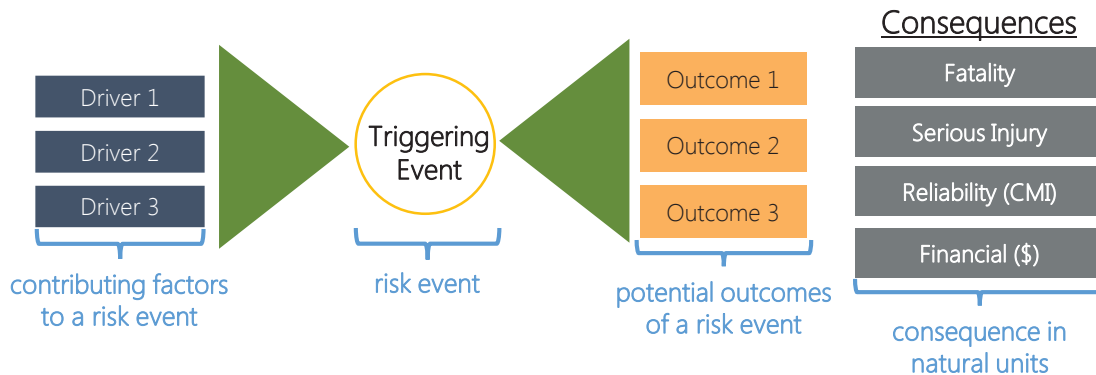 Consequences
Driver 1
Driver 2
Driver 3
contributing factors
to a risk event
Triggering
Event
risk event
Outcome 1
Outcome 2
Outcome 3
potential outcomes
of a risk event
Fatality
Serious Injury
Reliability (CMI)
Financial ($)
consequence in
natural units